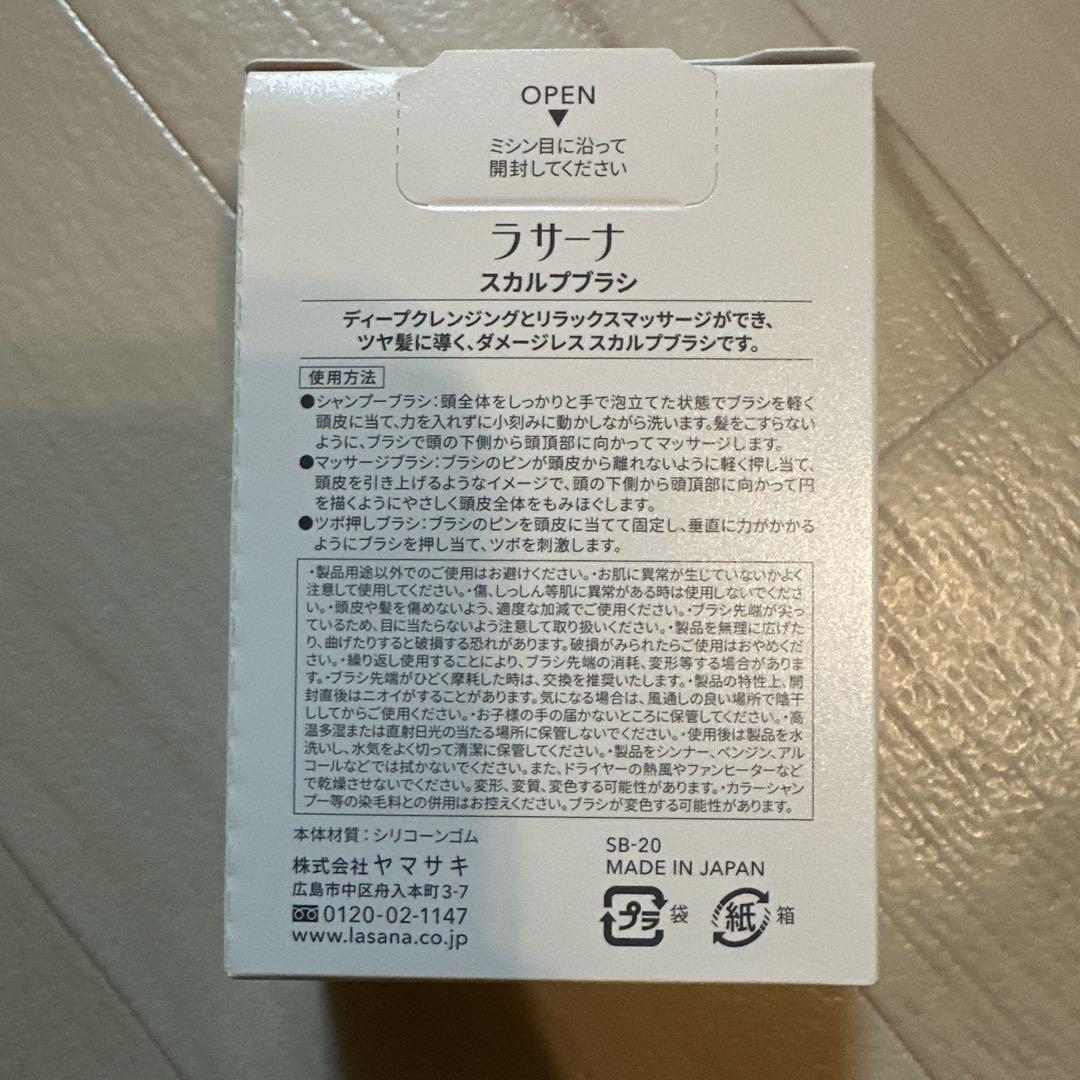 OPEN
▼
ミシン目に沿って
開封してください
ラサーナ
スカルプブラシ
ディープクレンジングとリラックスマッサージができ、
ツヤ髪に導く、ダメージレス スカルプブラシです。
使用方法
●シャンプーブラシ：頭全体をしっかりと手で泡立てた状態でブラシを軽く
頭皮に当て、力を入れずに小刻みに動かしながら洗います。髪をこすらない
ように、ブラシで頭の下側から頭頂部に向かってマッサージします。
●マッサージブラシ：ブラシのピンが頭皮から離れないように軽く押し当て、
頭皮を引き上げるようなイメージで、頭の下側から頭頂部に向かって円
を描くようにやさしく頭皮全体をもみほぐします。
●ツボ押しブラシ：ブラシのピンを頭皮に当てて固定し、垂直に力がかかる
ようにブラシを押し当て、ツボを刺激します。
・製品用途以外でのご使用はお避けください。・お肌に異常が生じていないかよく
注意して使用してください。・傷、しっしん等肌に異常がある時は使用しないでくださ
い。・頭皮や髪を傷めないよう、適度な加減でご使用ください。・ブラシ先端が尖っ
ているため、目に当たらないよう注意して取り扱いください。・製品を無理に広げた
り、曲げたりすると破損する恐れがあります。破損がみられたらご使用はおやめくだ
さい。・繰り返し使用することにより、ブラシ先端の消耗、変形等する場合がありま
す。・ブラシ先端がひどく摩耗した時は、交換を推奨いたします。・製品の特性上、開
封直後はニオイがすることがあります。気になる場合は、風通しの良い場所で陰干
ししてからご使用ください。・お子様の手の届かないところに保管してください。・高
温多湿または直射日光の当たる場所に保管しないでください。・使用後は製品を水
洗いし、水気をよく切って清潔に保管してください。・製品をシンナー、ベンジン、アル
コールなどでは拭かないでください。また、ドライヤーの熱風やファンヒーターなど
で乾燥させないでください。変形、変質、変色する可能性があります。・カラーシャン
プー等の染毛料との併用はお控えください。ブラシが変色する可能性があります。
本体材質：シリコーンゴム
株式会社 ヤマサキ
広島市中区舟入本町3-7
0120-02-1147
www.lasana.co.jp
SB-20
MADE IN JAPAN
プラ 袋 紙 箱